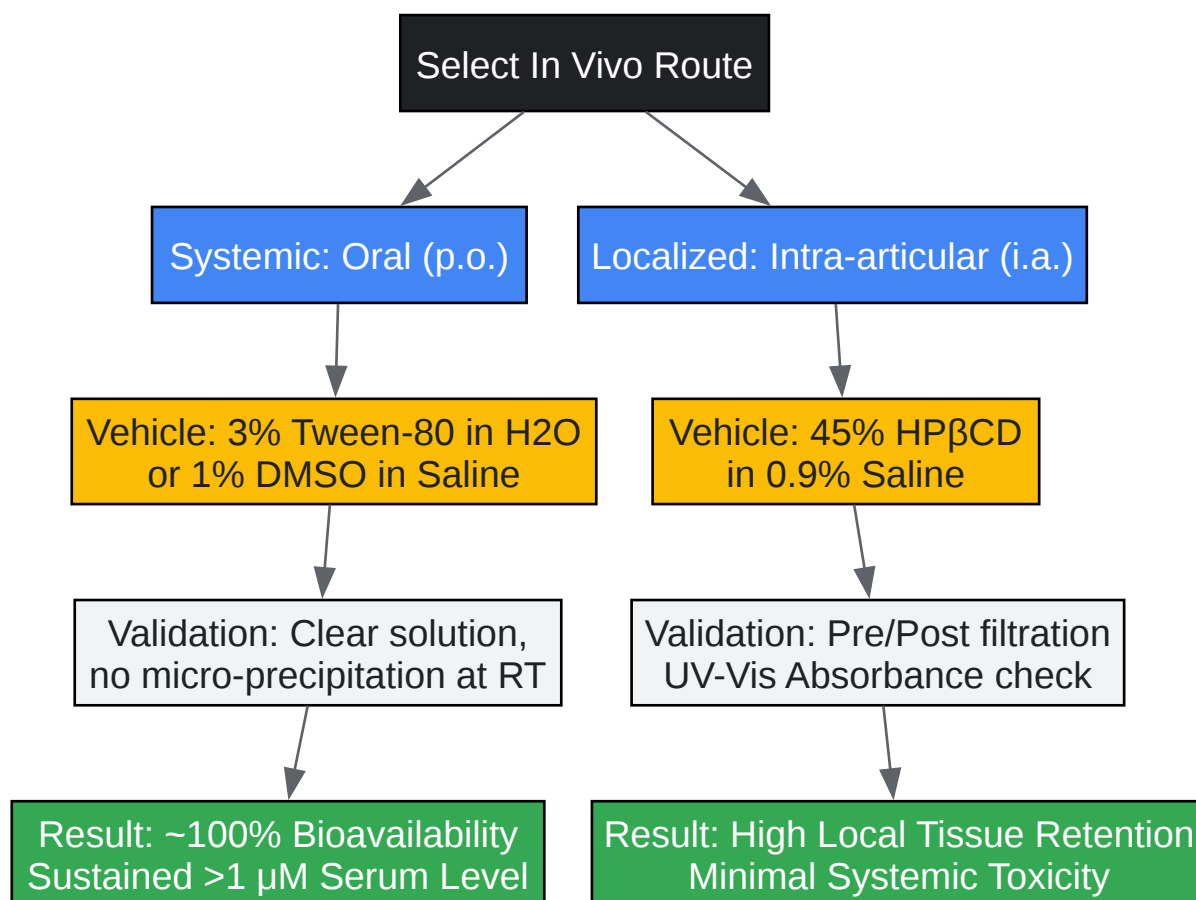 Select In Vivo Route
Systemic: Oral (p.o.)
Localized: Intra-articular (i.a.)
Vehicle: 3% Tween-80 in H2O
or 1% DMSO in Saline
Vehicle: 45% HPβCD
in 0.9% Saline
Validation: Clear solution,
no micro-precipitation at RT
Validation: Pre/Post filtration
UV-Vis Absorbance check
Result: ~100% Bioavailability
Sustained >1 μM Serum Level
Result: High Local Tissue Retention
Minimal Systemic Toxicity